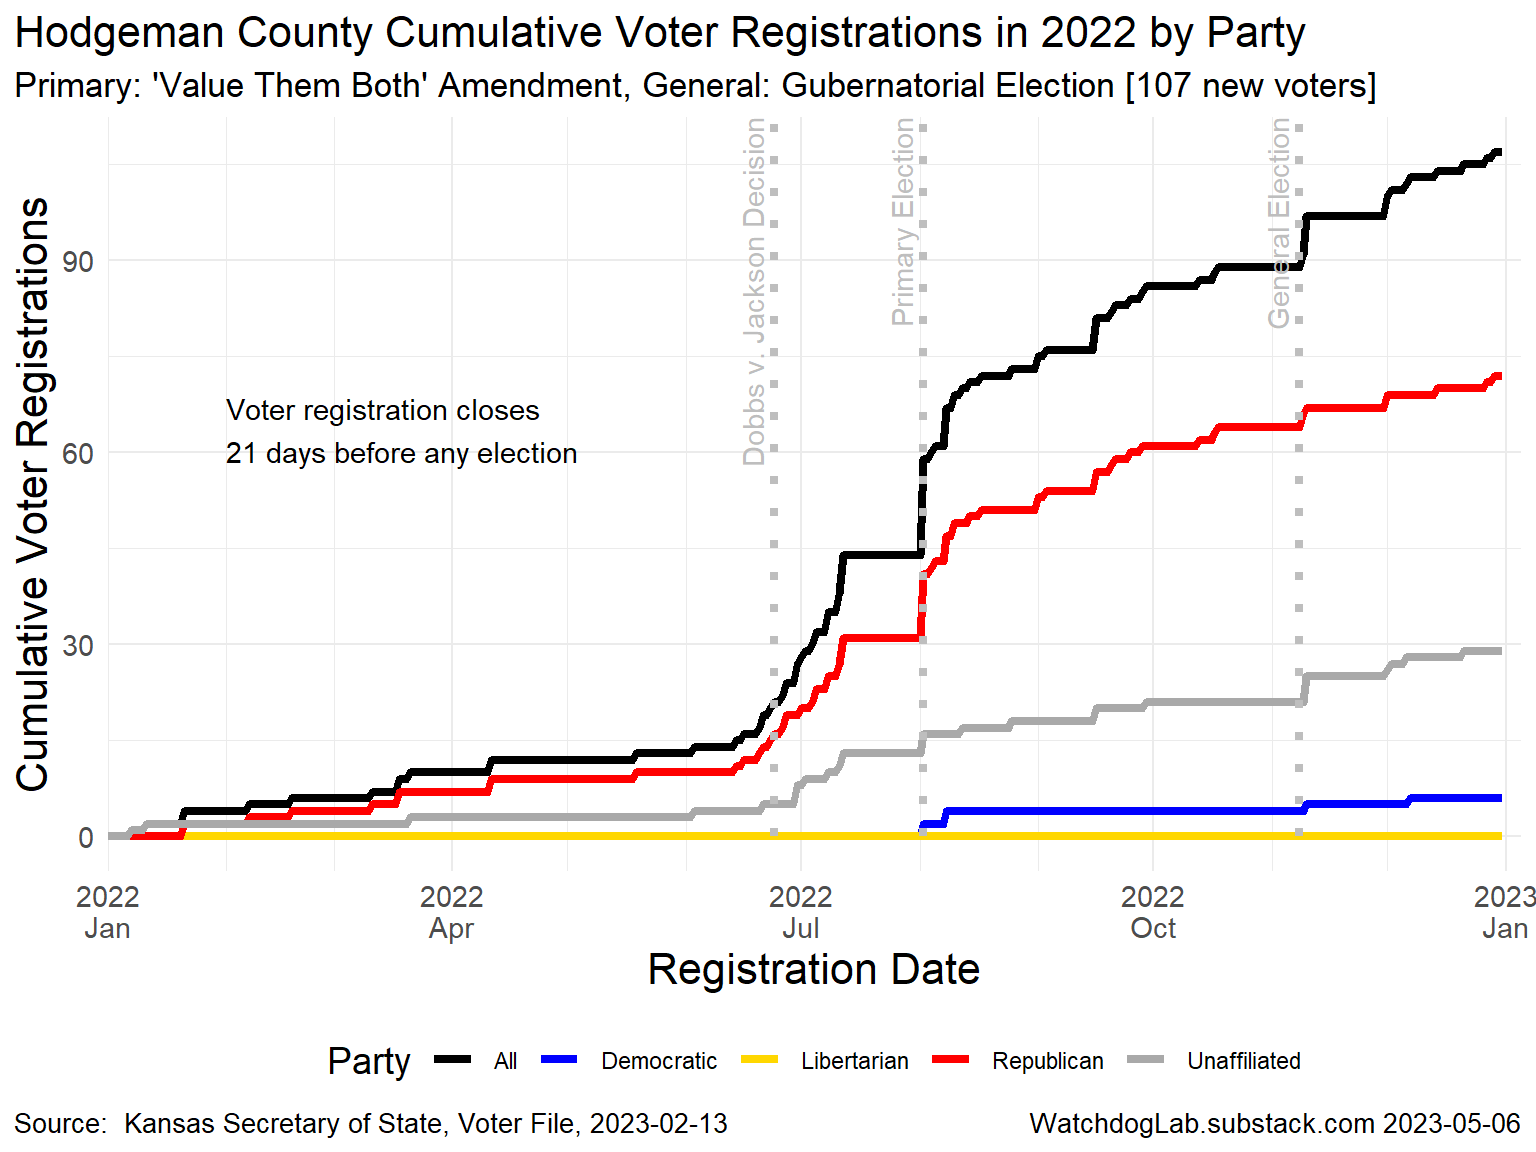 Hodgeman County Cumulative Voter Registrations in 2022 by Party
Primary: 'Value Them Both' Amendment, General: Gubernatorial Election [107 new voters]
Cumulative Voter Registrations
90
60
30
0
Voter registration closes
21 days before any election
Dobbs v. Jackson Decision
Primary Election
General Election
2022 2022 2022 2022 2023
Jan Apr Jul Oct Jan
Registration Date
Party All Democratic Libertarian Republican Unaffiliated
Source:  Kansas Secretary of State, Voter File, 2023-02-13
WatchdogLab.substack.com 2023-05-06